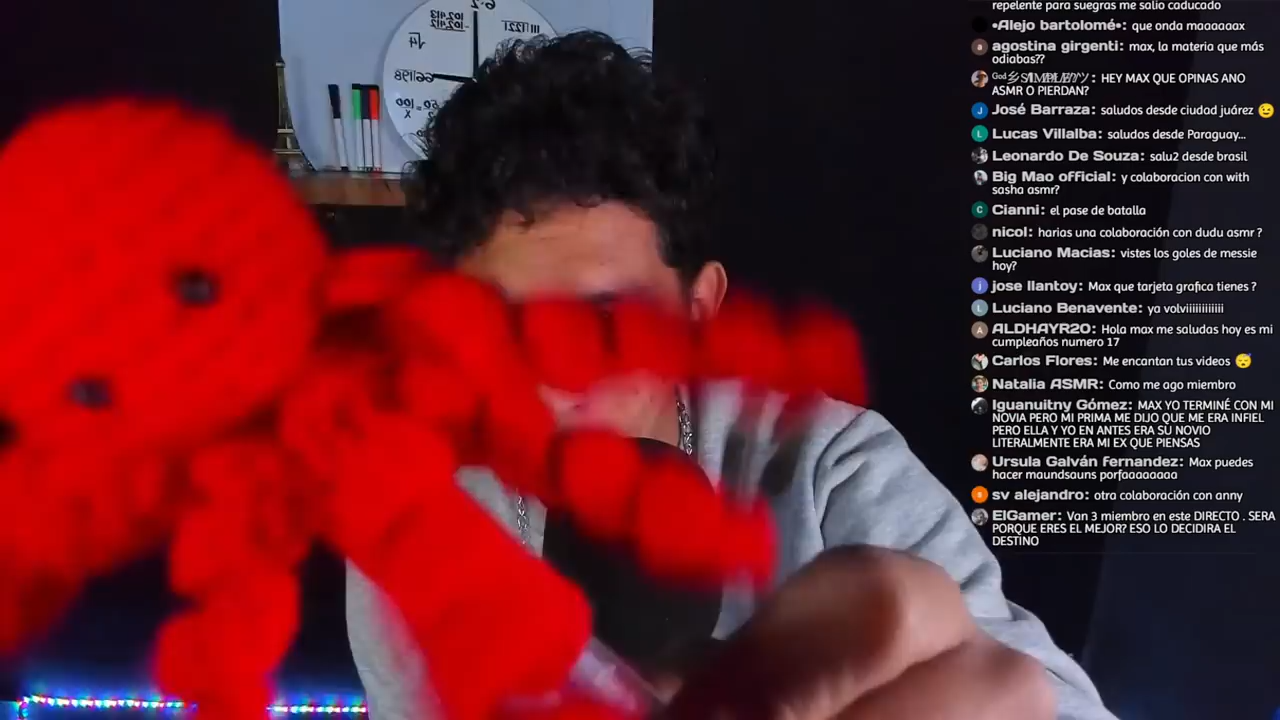 repelente para suegras me salio caducado
•Alejo bartolomé•: que onda maaaaax
agostina girgenti: max, la materia que más
odiabas??
HEY MAX QUE OPINAS ANO
ASMR O PIERDAN?
José Barraza: saludos desde ciudad juárez 😉
Lucas Villalba: saludos desde Paraguay...
Leonardo De Souza: salu2 desde brasil
Big Mao official: y colaboracion con with
sasha asmr?
Cianni: el pase de batalla
nicol: harias una colaboración con dudu asmr ?
Luciano Macias: vistes los goles de messie
hoy?
jose llantoy: Max que tarjeta grafica tienes ?
Luciano Benavente: ya volviiiiiiiiiiii
ALDHAYR20: Hola max me saludas hoy es mi
cumpleaños numero 17
Carlos Flores: Me encantan tus videos 😴
Natalia ASMR: Como me ago miembro
Iguanuitny Gómez: MAX YO TERMINÉ CON MI
NOVIA PERO MI PRIMA ME DIJO QUE ME ERA INFIEL
PERO ELLA Y YO EN ANTES ERA SU NOVIO
LITERALMENTE ERA MI EX QUE PIENSAS
Ursula Galván fernandez: Max puedes
hacer maundsauns porfaaaaaaaa
sv alejandro: otra colaboración con anny
ElGamer: Van 3 miembro en este DIRECTO . SERA
PORQUE ERES EL MEJOR? ESO LO DECIDIRA EL
DESTINO